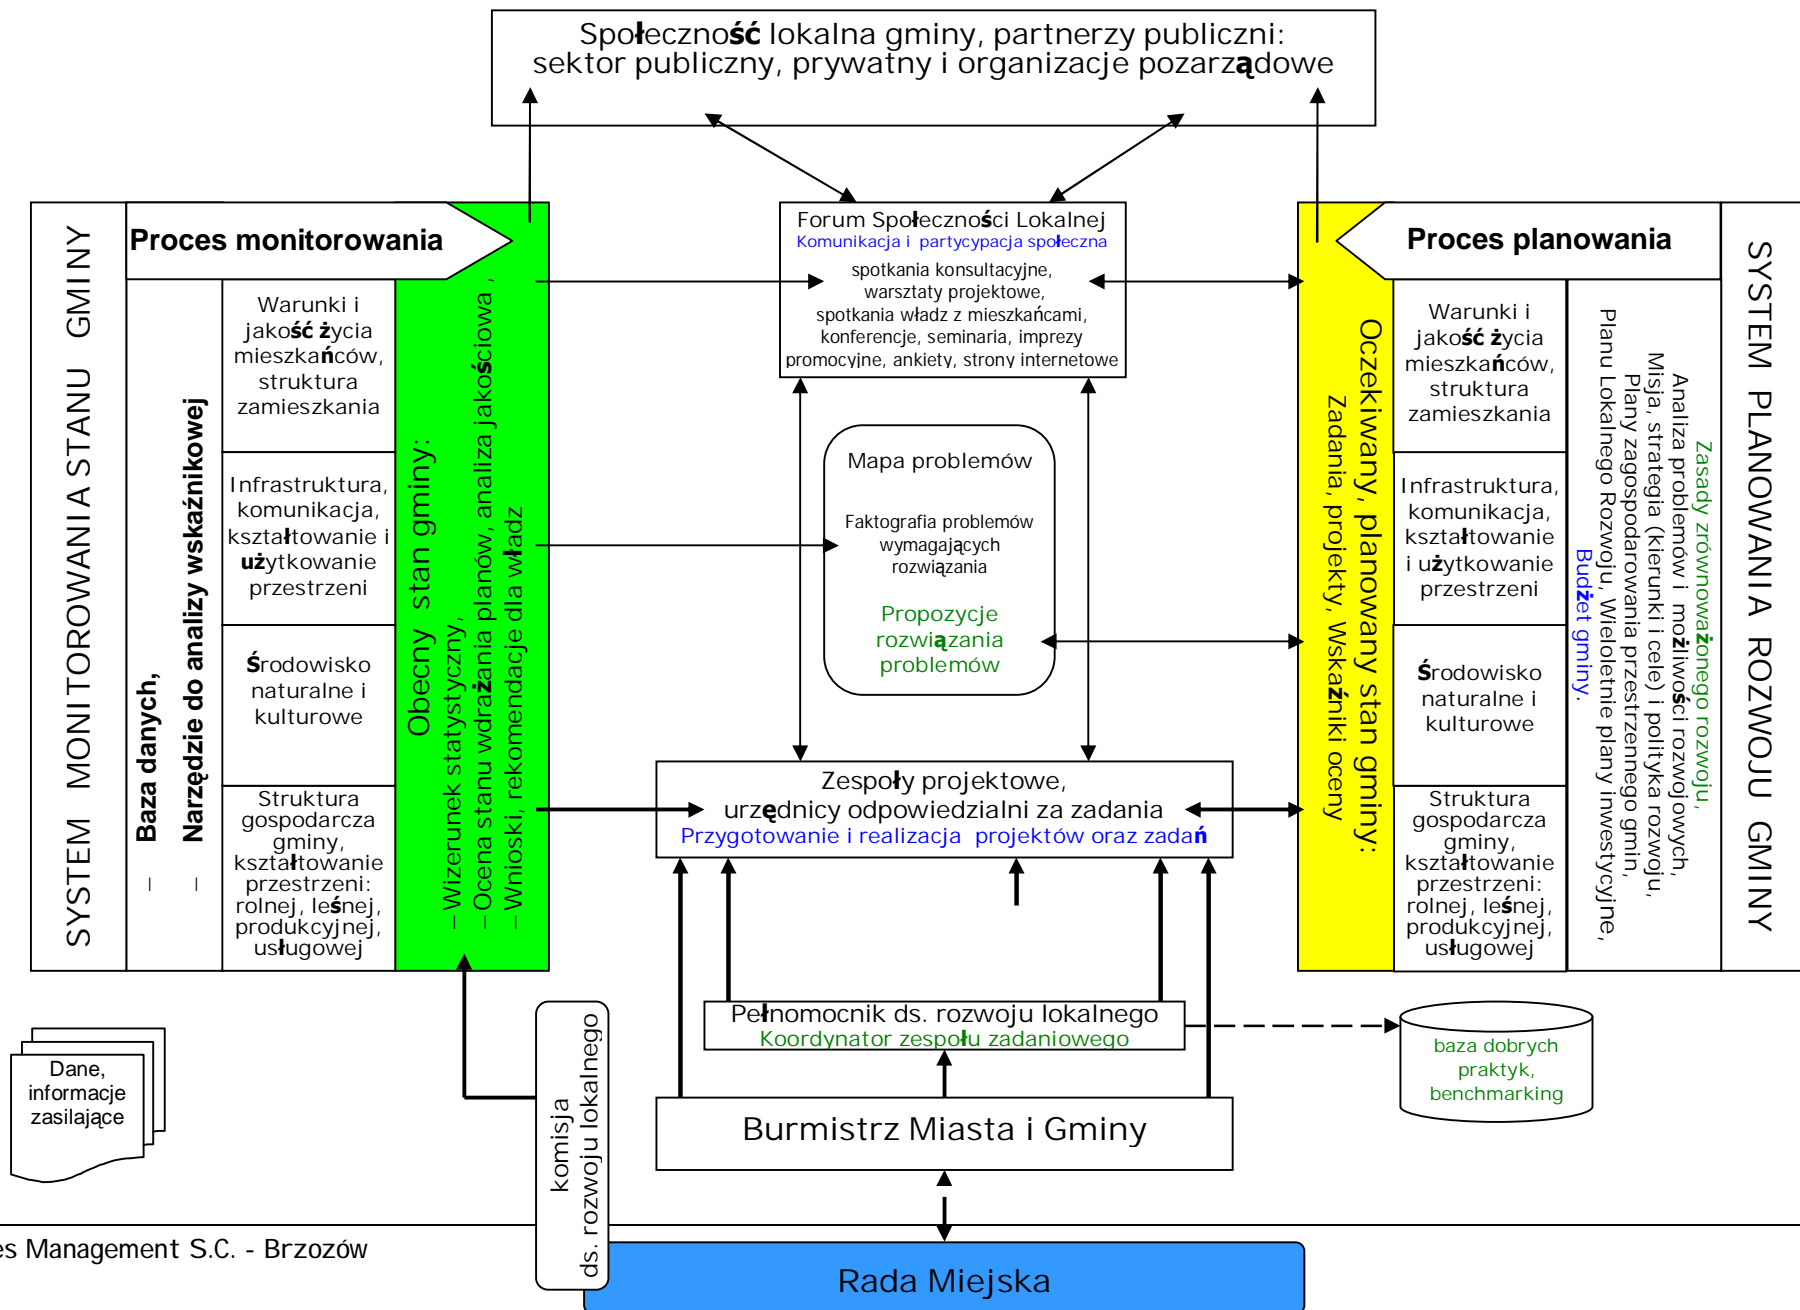 Społeczność lokalna gminy, partnerzy publiczni:
sektor publiczny, prywatny i organizacje pozarządowe
SYSTEM MONITOROWANIA STANU GMINY
Proces monitorowania
– Baza danych,
– Narzędzie do analizy wskaźnikowej
Warunki i
jakość życia
mieszkańców,
struktura
zamieszkania
Infrastruktura,
komunikacja,
kształtowanie i
użytkowanie
przestrzeni
Środowisko
naturalne i
kulturowe
Struktura
gospodarcza
gminy,
kształtowanie
przestrzeni:
rolnej, leśnej,
produkcyjnej,
usługowej
Obecny stan gminy:
– Wizerunek statystyczny,
– Ocena stanu wdrażania planów, analiza jakościowa ,
– Wnioski, rekomendacje dla władz
Forum Społeczności Lokalnej
Komunikacja i partycypacja społeczna
spotkania konsultacyjne,
warsztaty projektowe,
spotkania władz z mieszkańcami,
konferencje, seminaria, imprezy
promocyjne, ankiety, strony internetowe
Mapa problemów
Faktografia problemów
wymagających
rozwiązania
Propozycje
rozwiązania
problemów
Zespoły projektowe,
urzędnicy odpowiedzialni za zadania
Przygotowanie i realizacja projektów oraz zadań
Proces planowania
Oczekiwany, planowany stan gminy:
Zadania, projekty, Wskaźniki oceny
Warunki i
jakość życia
mieszkańców,
struktura
zamieszkania
Infrastruktura,
komunikacja,
kształtowanie
i użytkowanie
przestrzeni
Środowisko
naturalne i
kulturowe
Struktura
gospodarcza
gminy,
kształtowanie
przestrzeni:
rolnej, leśnej,
produkcyjnej,
usługowej
Zasady zrównoważonego rozwoju,
Analiza problemów i możliwości rozwojowych,
Misja, strategia (kierunki i cele) i polityka rozwoju,
Plany zagospodarowania przestrzennego gmin,
Planu Lokalnego Rozwoju, Wieloletnie plany inwestycyjne,
Budżet gminy.
SYSTEM PLANOWANIA ROZWOJU GMINY
Dane,
informacje
zasilające
komisja
ds. rozwoju lokalnego
Pełnomocnik ds. rozwoju lokalnego
Koordynator zespołu zadaniowego
baza dobrych
praktyk,
benchmarking
Burmistrz Miasta i Gminy
es Management S.C. - Brzozów
Rada Miejska